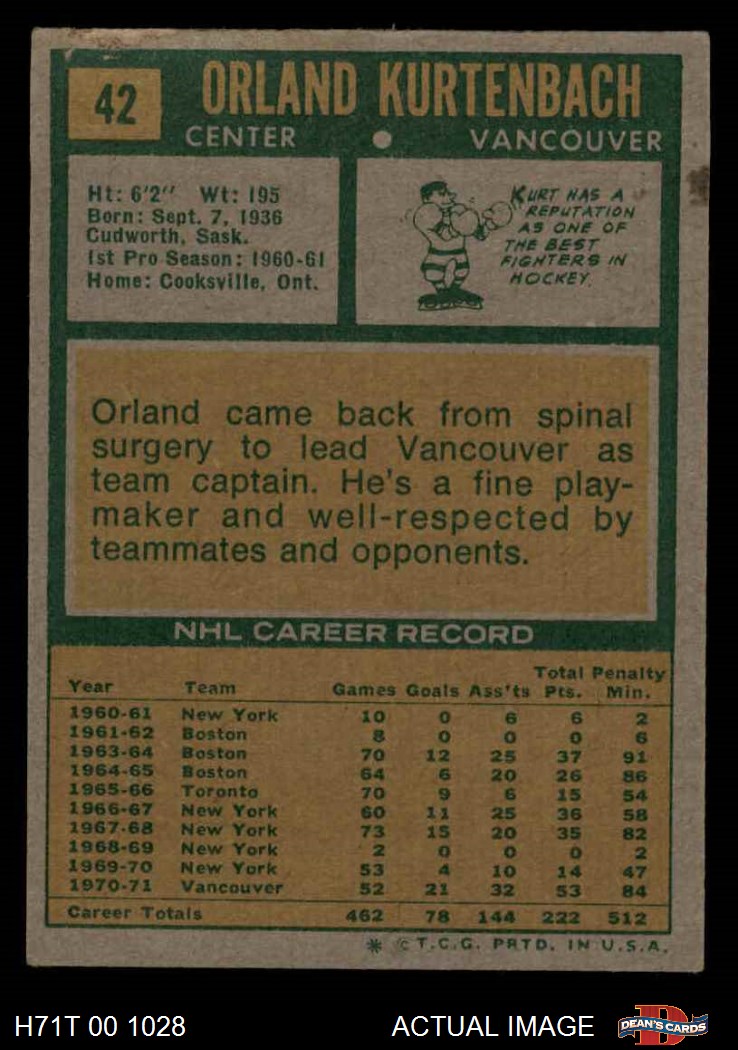 42
ORLAND KURTENBACH
CENTER • VANCOUVER
Ht: 6'2" Wt: 195
Born: Sept. 7, 1936
Cudworth, Sask.
1st Pro Season: 1960-61
Home: Cooksville, Ont.
KURT HAS A
REPUTATION
AS ONE OF
THE BEST
FIGHTERS IN
HOCKEY.
Orland came back from spinal
surgery to lead Vancouver as
team captain. He's a fine play-
maker and well-respected by
teammates and opponents.
NHL CAREER RECORD
Total Penalty
Year Team Games Goals Ass'ts Pts. Min.
1960-61 New York 10 0 6 6 2
1961-62 Boston 8 0 0 0 6
1963-64 Boston 70 12 25 37 91
1964-65 Boston 64 6 20 26 86
1965-66 Toronto 70 9 6 15 54
1966-67 New York 60 11 25 36 58
1967-68 New York 73 15 20 35 82
1968-69 New York 2 0 0 0 2
1969-70 New York 53 4 10 14 47
1970-71 Vancouver 52 21 32 53 84
Career Totals 462 78 144 222 512
* © T.C.G. PRTD. IN U.S.A.
H71T 00 1028 ACTUAL IMAGE
D
DEAN'S CARDS